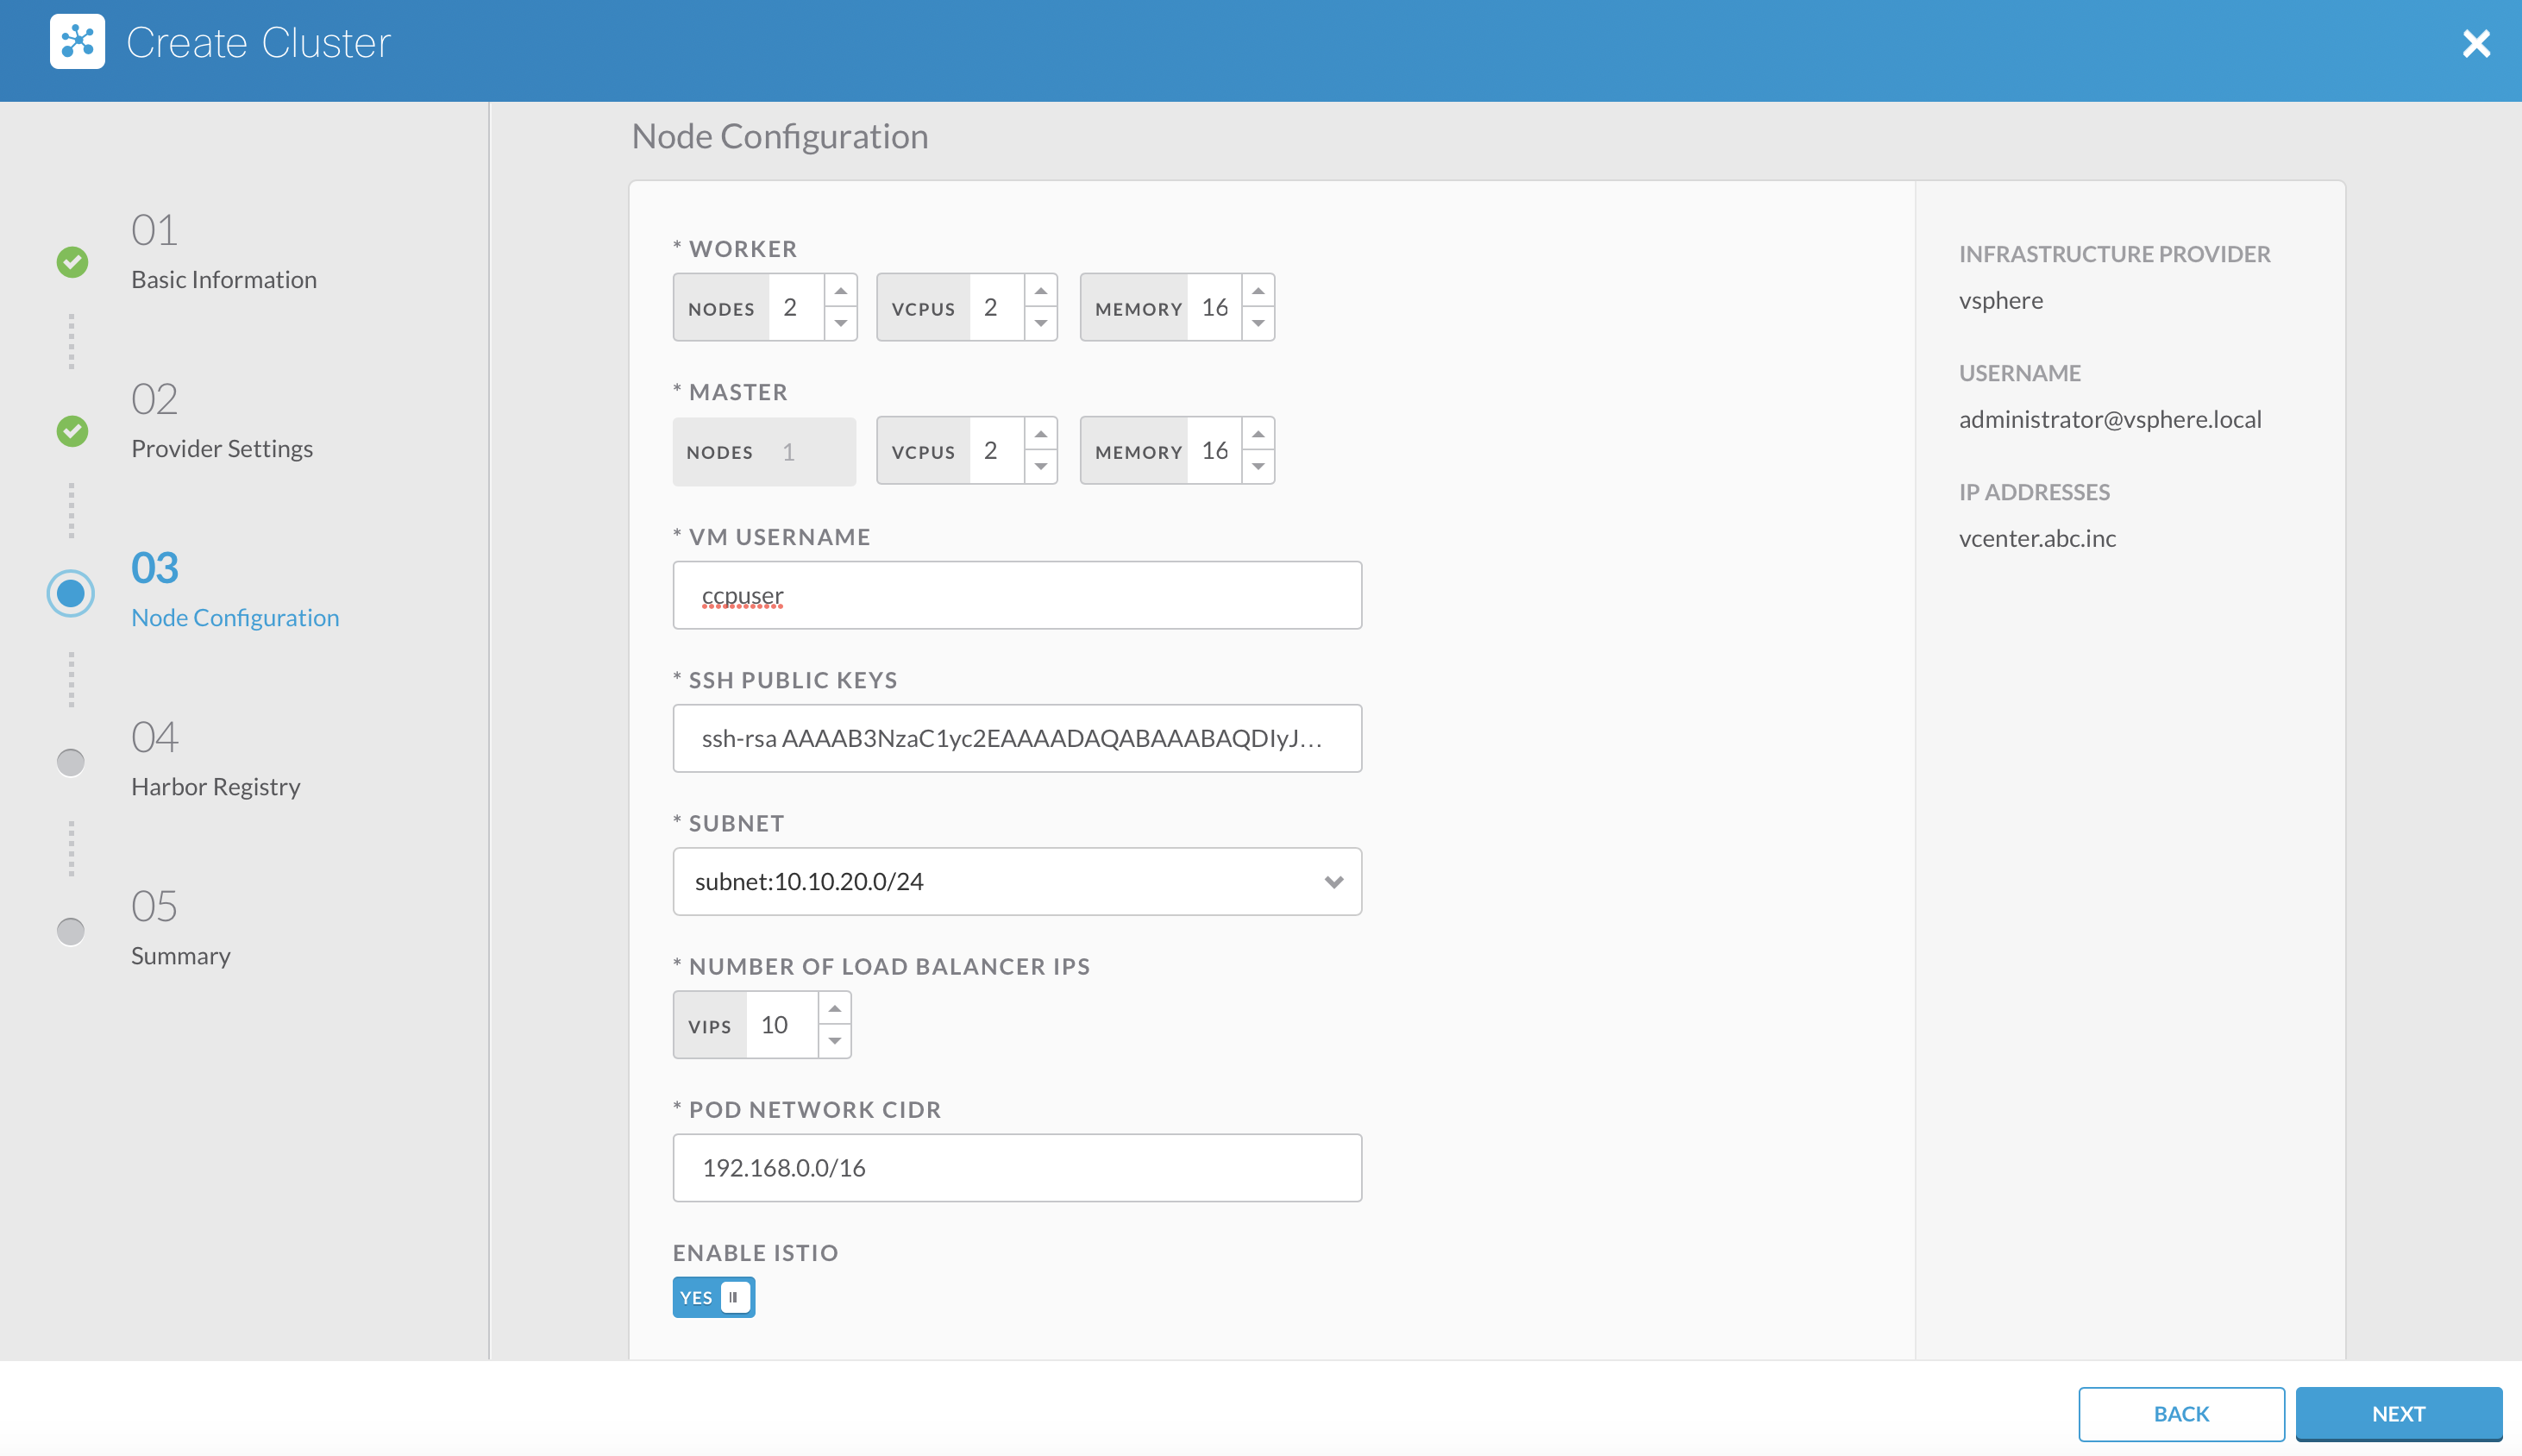 Create Cluster
01
Basic Information
02
Provider Settings
03
Node Configuration
04
Harbor Registry
05
Summary
Node Configuration
* WORKER
NODES 2 VCPUS 2 MEMORY 16
* MASTER
NODES 1 VCPUS 2 MEMORY 16
* VM USERNAME
ccpuser
* SSH PUBLIC KEYS
ssh-rsa AAAAB3NzaC1yc2EAAAADAQABAAABAQDIyJ...
* SUBNET
subnet:10.10.20.0/24
* NUMBER OF LOAD BALANCER IPS
VIPS 10
* POD NETWORK CIDR
192.168.0.0/16
ENABLE ISTIO
YES
INFRASTRUCTURE PROVIDER
vsphere
USERNAME
administrator@vsphere.local
IP ADDRESSES
vcenter.abc.inc
BACK NEXT